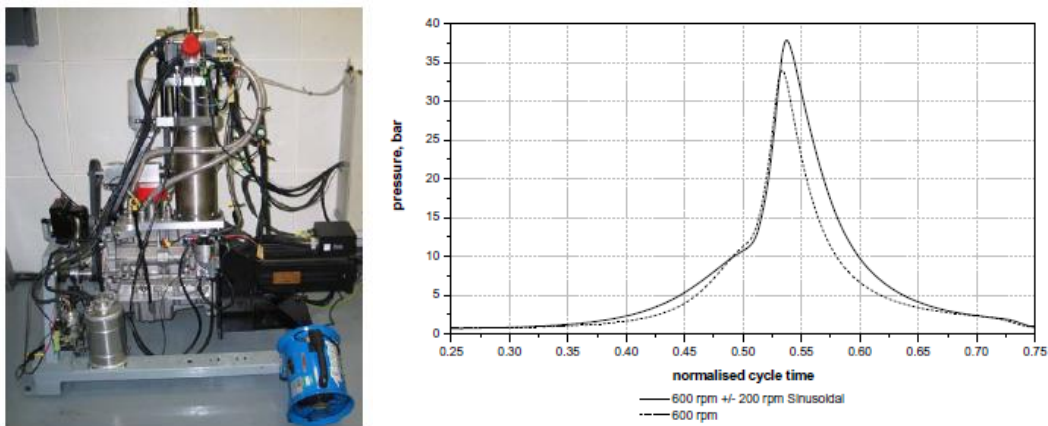 40
35
30
25
20
15
10
5
0
pressure, bar
0.25 0.30 0.35 0.40 0.45 0.50 0.55 0.60 0.65 0.70 0.75
normalised cycle time
600 rpm +/- 200 rpm Sinusoidal
600 rpm